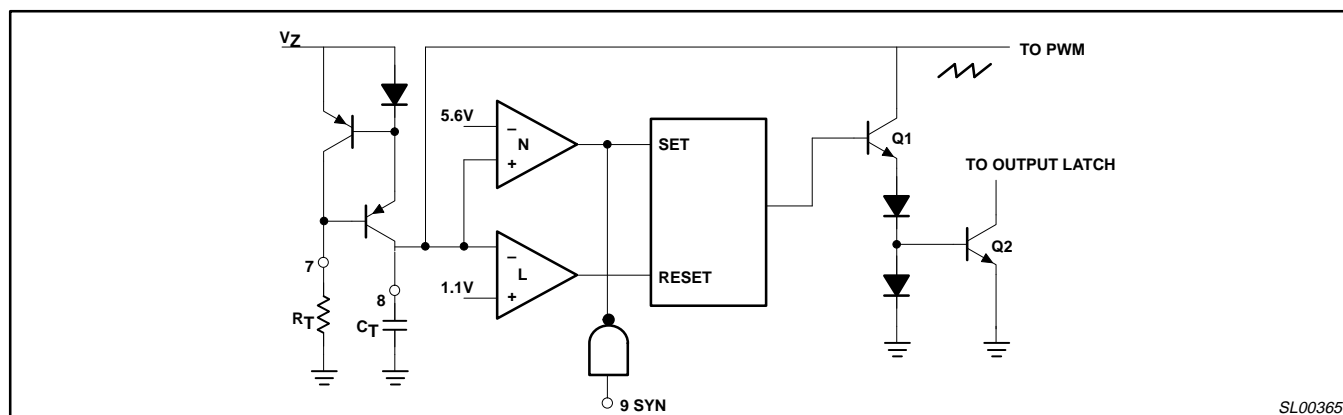 VZ
TO PWM
5.6V
−
N
+
SET
Q1
TO OUTPUT LATCH
Q2
7
8
−
L
+
1.1V
RESET
RT
CT
9 SYN
SL00365